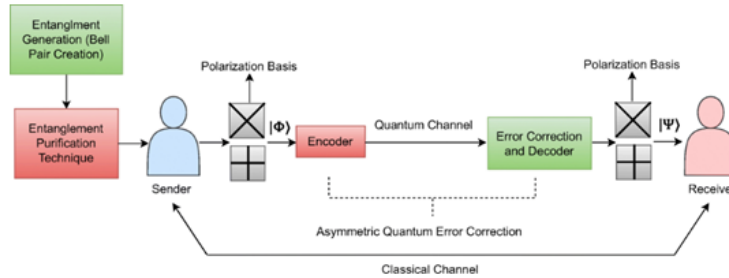 Entanglment
Generation (Bell
Pair Creation)
Entanglement
Purification
Technique
Sender
Polarization Basis
|Φ⟩
Encoder
Quantum Channel
Error Correction
and Decoder
Polarization Basis
|Ψ⟩
Receive
Asymmetric Quantum Error Correction
Classical Channel